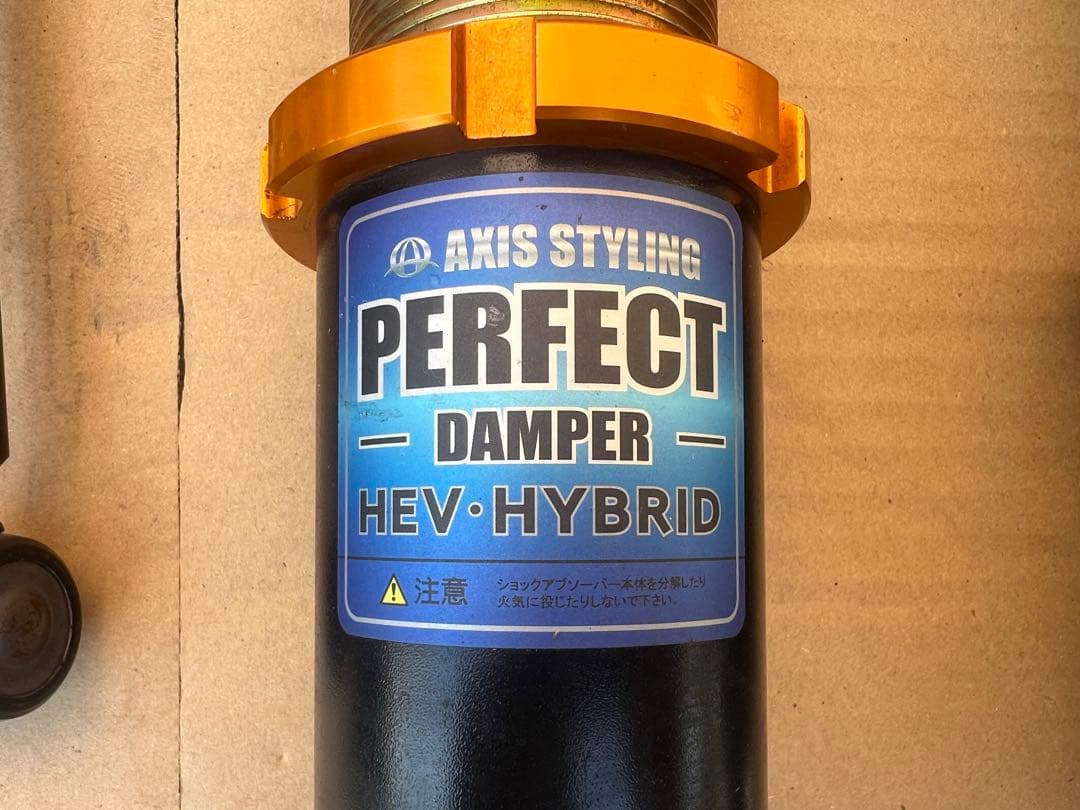 AXIS STYLING
PERFECT
DAMPER
HEV・HYBRID
注意
ショックアブソーバー本体を分解したり
火気に投じたりしないで下さい。